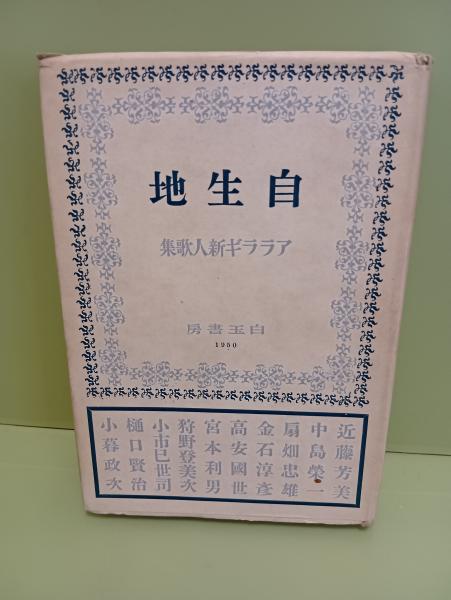 自生地
アララギ新人歌集
白玉書房
1950
近藤芳美
中島榮一
扇畑忠雄
金石淳彥
高安國世
宮本利男
狩野登美次
小市巳世司
樋口賢治
小暮政次